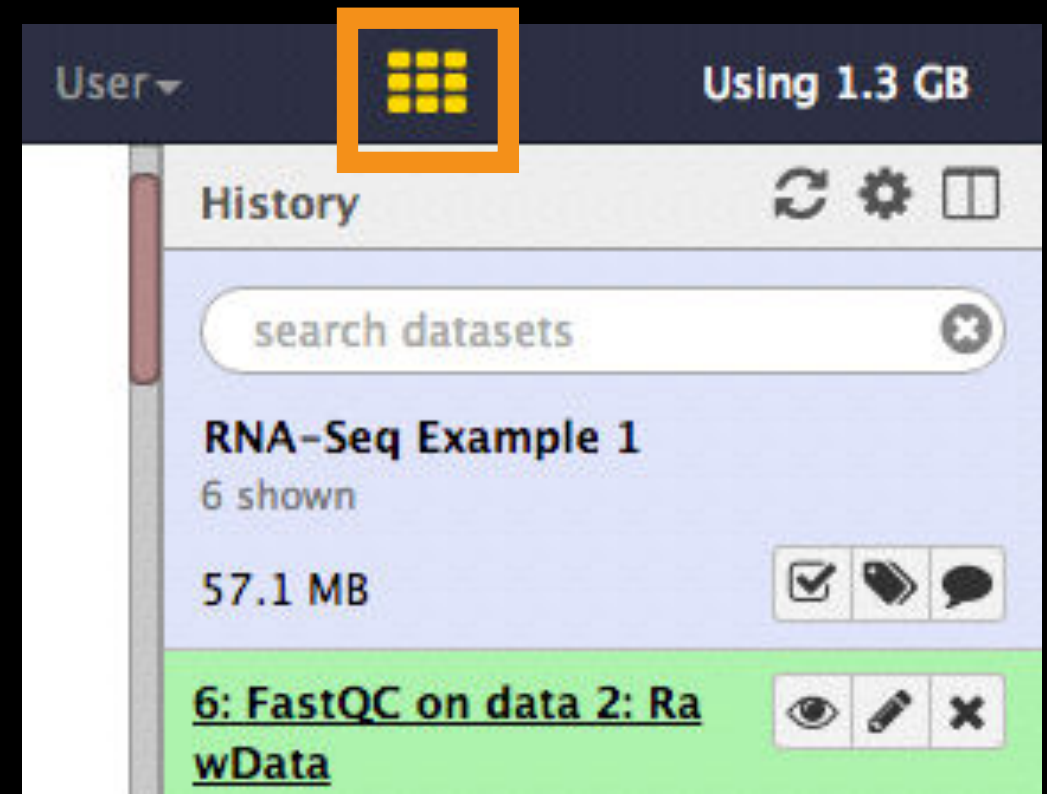 User
Using 1.3 GB
History
search datasets
RNA-Seq Example 1
6 shown
57.1 MB
6: FastQC on data 2: Ra
wData